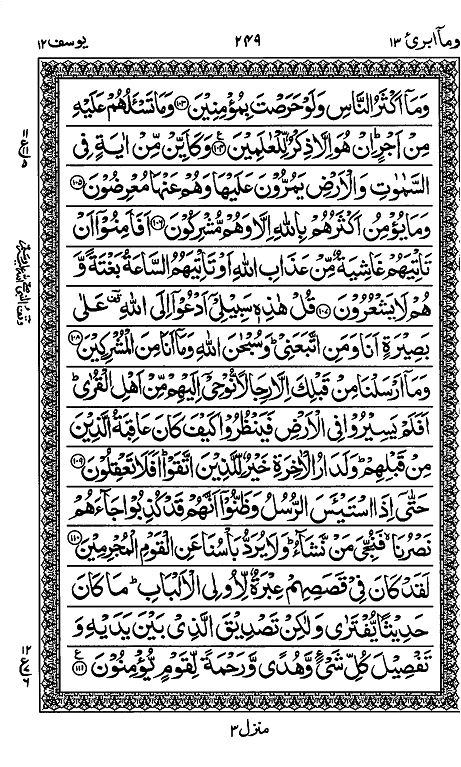 ومآ ابرئ ١٣
٢٤٩
يوسف ١٢
وَمَآ اَكْثَرُ النَّاسِ وَلَوْ حَرَصْتَ بِمُؤْمِنِيْنَ ﴿١٠٣﴾ وَمَا تَسْـَٔلُهُمْ عَلَيْهِ
مِنْ اَجْرٍ ؕ اِنْ هُوَ اِلَّا ذِكْرٌ لِّلْعٰلَمِيْنَ ﴿١٠٤﴾ ع وَكَاَيِّنْ مِّنْ اٰيَةٍ فِى
السَّمٰوٰتِ وَالْاَرْضِ يَمُرُّوْنَ عَلَيْهَا وَهُمْ عَنْهَا مُعْرِضُوْنَ ﴿١٠٥﴾
وَمَا يُؤْمِنُ اَكْثَرُهُمْ بِاللّٰهِ اِلَّا وَهُمْ مُّشْرِكُوْنَ ﴿١٠٦﴾ اَفَاَمِنُوْٓا اَنْ
تَاْتِيَهُمْ غَاشِيَةٌ مِّنْ عَذَابِ اللّٰهِ اَوْ تَاْتِيَهُمُ السَّاعَةُ بَغْتَةً وَّ
هُمْ لَا يَشْعُرُوْنَ ﴿١٠٧﴾ قُلْ هٰذِهٖ سَبِيْلِىْٓ اَدْعُوْٓا اِلَى اللّٰهِ ؔ عَلٰى
بَصِيْرَةٍ اَنَا وَمَنِ اتَّبَعَنِىْ ؕ وَسُبْحٰنَ اللّٰهِ وَمَآ اَنَا مِنَ الْمُشْرِكِيْنَ ﴿١٠٨﴾
وَمَآ اَرْسَلْنَا مِنْ قَبْلِكَ اِلَّا رِجَالًا نُّوْحِىْٓ اِلَيْهِمْ مِّنْ اَهْلِ الْقُرٰى ؕ
اَفَلَمْ يَسِيْرُوْا فِى الْاَرْضِ فَيَنْظُرُوْا كَيْفَ كَانَ عَاقِبَةُ الَّذِيْنَ
مِنْ قَبْلِهِمْ ؕ وَلَدَارُ الْاٰخِرَةِ خَيْرٌ لِّلَّذِيْنَ اتَّقَوْا ؕ اَفَلَا تَعْقِلُوْنَ ﴿١٠٩﴾
حَتّٰٓى اِذَا اسْتَيْـَٔسَ الرُّسُلُ وَظَنُّوْٓا اَنَّهُمْ قَدْ كُذِبُوْا جَآءَهُمْ
نَصْرُنَا ۙ فَنُجِّىَ مَنْ نَّشَآءُ ؕ وَلَا يُرَدُّ بَاْسُنَا عَنِ الْقَوْمِ الْمُجْرِمِيْنَ ﴿١١٠﴾
لَقَدْ كَانَ فِىْ قَصَصِهِمْ عِبْرَةٌ لِّاُولِى الْاَلْبَابِ ؕ مَا كَانَ
حَدِيْثًا يُّفْتَرٰى وَلٰكِنْ تَصْدِيْقَ الَّذِىْ بَيْنَ يَدَيْهِ وَ
تَفْصِيْلَ كُلِّ شَىْءٍ وَّهُدًى وَّرَحْمَةً لِّقَوْمٍ يُّؤْمِنُوْنَ ﴿١١١﴾ ع
منزل ٣